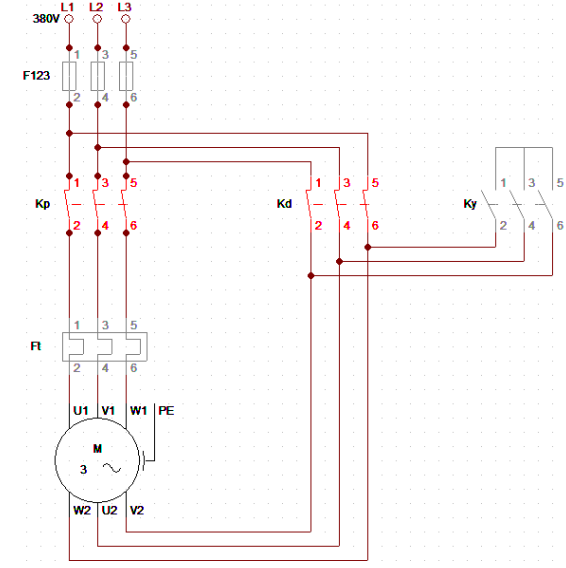 L1 L2 L3
380V
1 3 5
F123
2 4 6
1 3 5 1 3 5 1 3 5
Kp Kd Ky
2 4 6 2 4 6 2 4 6
1 3 5
Ft
2 4 6
U1 V1 W1 PE
M
3
W2 U2 V2